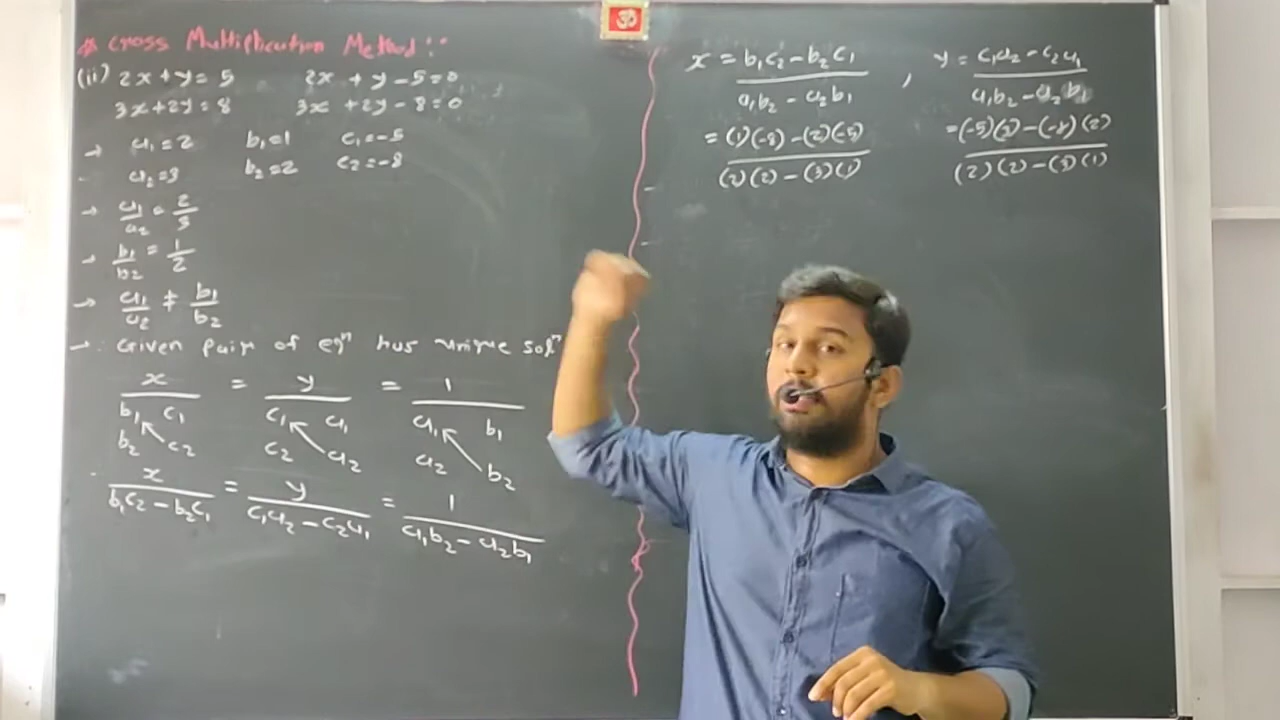 # Cross Multiplication Method :-
(ii) 2x + y = 5    2x + y - 5 = 0
3x + 2y = 8    3x + 2y - 8 = 0
→ a₁ = 2    b₁ = 1    c₁ = -5
a₂ = 3    b₂ = 2    c₂ = -8
→ a₁/a₂ = 2/3
→ b₁/b₂ = 1/2
→ a₁/a₂ ≠ b₁/b₂
→ ∴ Given pair of eqⁿ has unique solⁿ
x = y = 1
b₁ c₁    c₁ a₁    a₁ b₁
b₂ c₂    c₂ a₂    a₂ b₂
x/(b₁c₂ - b₂c₁) = y/(c₁a₂ - c₂a₁) = 1/(a₁b₂ - a₂b₁)
ॐ
x = (b₁c₂ - b₂c₁)/(a₁b₂ - a₂b₁) , y = (c₁a₂ - c₂a₁)/(a₁b₂ - a₂b₁)
= ((1)(-8) - (2)(-5))/((2)(2) - (3)(1))    = ((-5)(3) - (-8)(2))/((2)(2) - (3)(1))